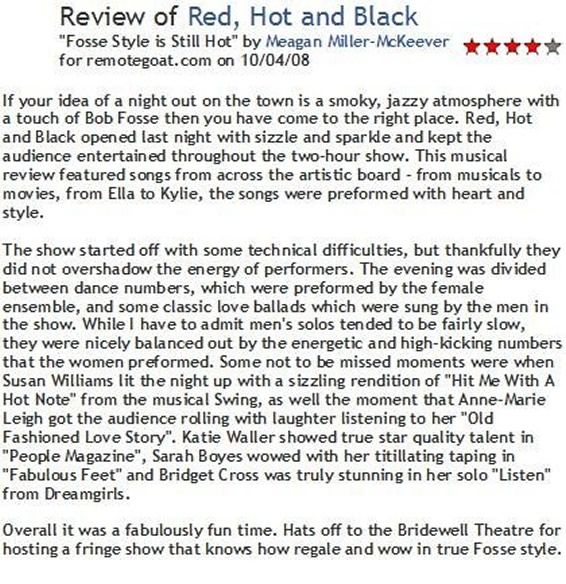 Review of Red, Hot and Black
"Fosse Style is Still Hot" by Meagan Miller-McKeever
for remotegoat.com on 10/04/08
If your idea of a night out on the town is a smoky, jazzy atmosphere with
a touch of Bob Fosse then you have come to the right place. Red, Hot
and Black opened last night with sizzle and sparkle and kept the
audience entertained throughout the two-hour show. This musical
review featured songs from across the artistic board - from musicals to
movies, from Ella to Kylie, the songs were preformed with heart and
style.
The show started off with some technical difficulties, but thankfully they
did not overshadow the energy of performers. The evening was divided
between dance numbers, which were preformed by the female
ensemble, and some classic love ballads which were sung by the men in
the show. While I have to admit men's solos tended to be fairly slow,
they were nicely balanced out by the energetic and high-kicking numbers
that the women preformed. Some not to be missed moments were when
Susan Williams lit the night up with a sizzling rendition of "Hit Me With A
Hot Note" from the musical Swing, as well the moment that Anne-Marie
Leigh got the audience rolling with laughter listening to her "Old
Fashioned Love Story". Katie Waller showed true star quality talent in
"People Magazine", Sarah Boyes wowed with her titillating taping in
"Fabulous Feet" and Bridget Cross was truly stunning in her solo "Listen"
from Dreamgirls.
Overall it was a fabulously fun time. Hats off to the Bridewell Theatre for
hosting a fringe show that knows how regale and wow in true Fosse style.